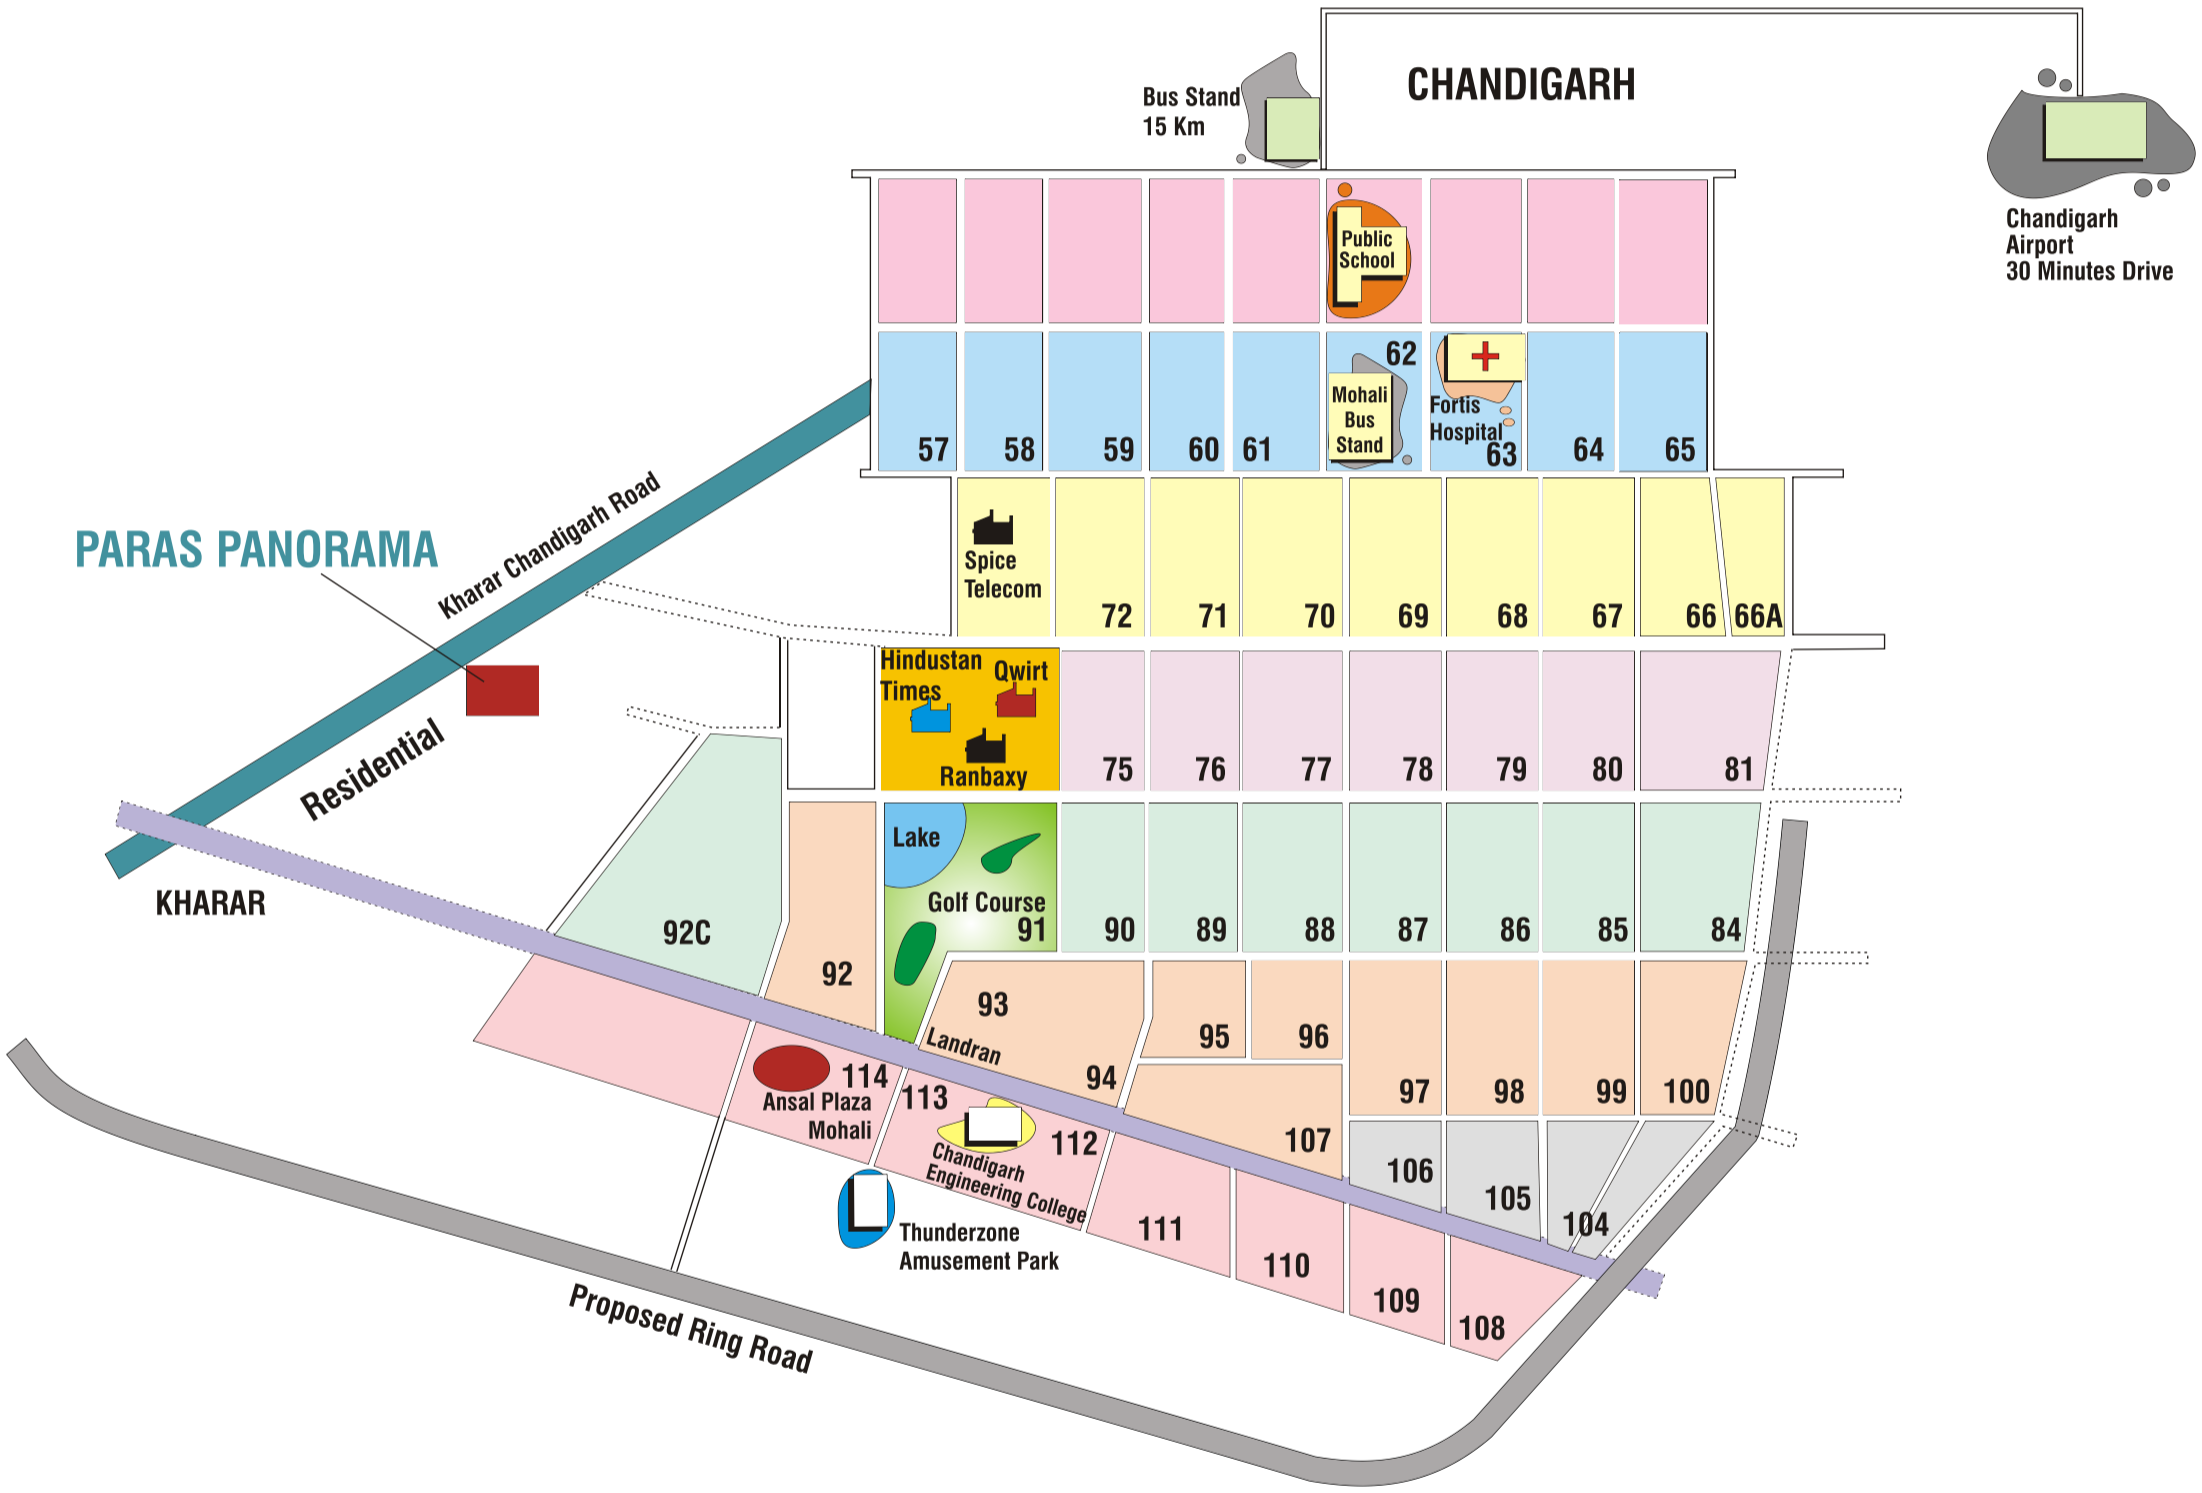 CHANDIGARH
Bus Stand
15 Km
Chandigarh
Airport
30 Minutes Drive
Public
School
62
Mohali
Bus
Stand
Fortis
Hospital
57
58
59
60
61
63
64
65
Kharar Chandigarh Road
PARAS PANORAMA
Spice
Telecom
72
71
70
69
68
67
66
66A
Hindustan
Times
Qwirt
Ranbaxy
75
76
77
78
79
80
81
Residential
KHARAR
Lake
Golf Course
91
90
89
88
87
86
85
84
92C
92
93
Landran
94
95
96
97
98
99
100
114
Ansal Plaza
Mohali
113
112
Chandigarh
Engineering College
107
106
105
104
111
110
109
108
Thunderzone
Amusement Park
Proposed Ring Road